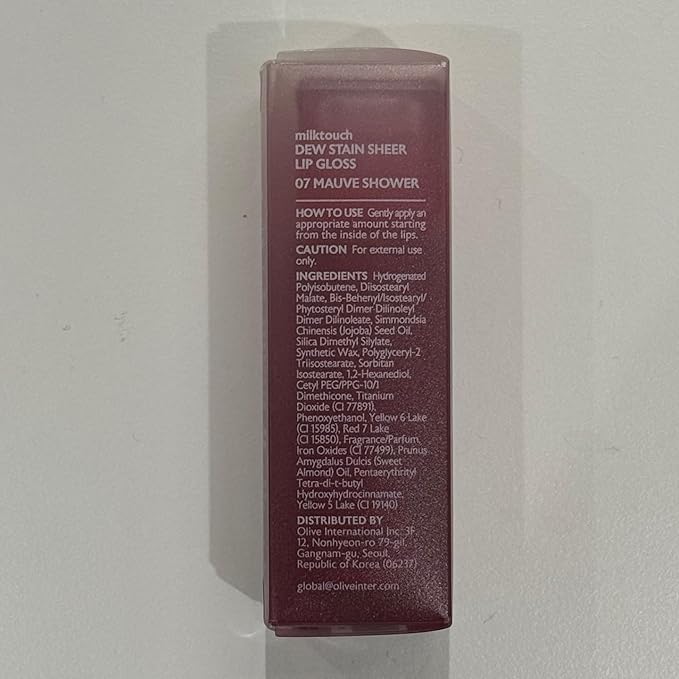 milktouch
DEW STAIN SHEER
LIP GLOSS
07 MAUVE SHOWER
HOW TO USE Gently apply an
appropriate amount starting
from the inside of the lips.
CAUTION For external use
only.
INGREDIENTS Hydrogenated
Polyisobutene, Diisostearyl
Malate, Bis-Behenyl/Isostearyl/
Phytosteryl Dimer Dilinoleyl
Dimer Dilinoleate, Simmondsia
Chinensis (Jojoba) Seed Oil,
Silica Dimethyl Silylate,
Synthetic Wax, Polyglyceryl-2
Triisostearate, Sorbitan
Isostearate, 1,2-Hexanediol,
Cetyl PEG/PPG-10/1
Dimethicone, Titanium
Dioxide (CI 77891),
Phenoxyethanol, Yellow 6 Lake
(CI 15985), Red 7 Lake
(CI 15850), Fragrance/Parfum,
Iron Oxides (CI 77499), Prunus
Amygdalus Dulcis (Sweet
Almond) Oil, Pentaerythrityl
Tetra-di-t-butyl
Hydroxyhydrocinnamate,
Yellow 5 Lake (CI 19140)
DISTRIBUTED BY
Olive International Inc. 3F,
12, Nonhyeon-ro 79-gil,
Gangnam-gu, Seoul,
Republic of Korea (06237)
global@oliveinter.com